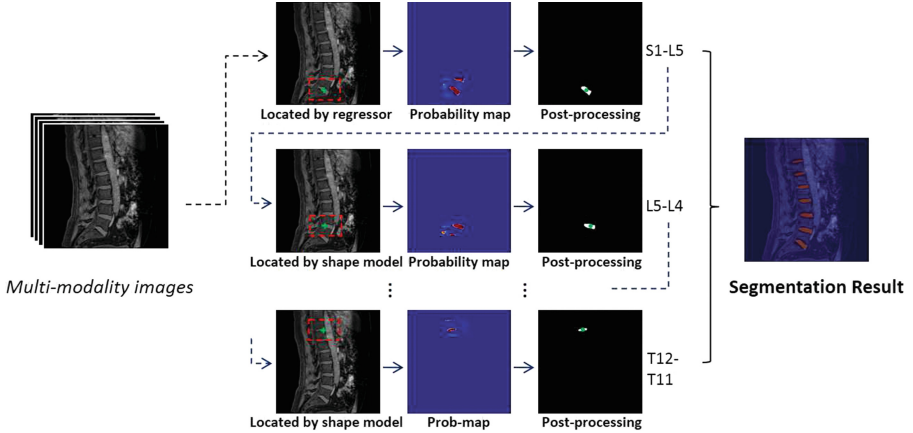 S1-L5
Located by regressor
Probability map
Post-processing
L5-L4
Located by shape model
Probability map
Post-processing
Multi-modality images
Segmentation Result
T12-
T11
Located by shape model
Prob-map
Post-processing